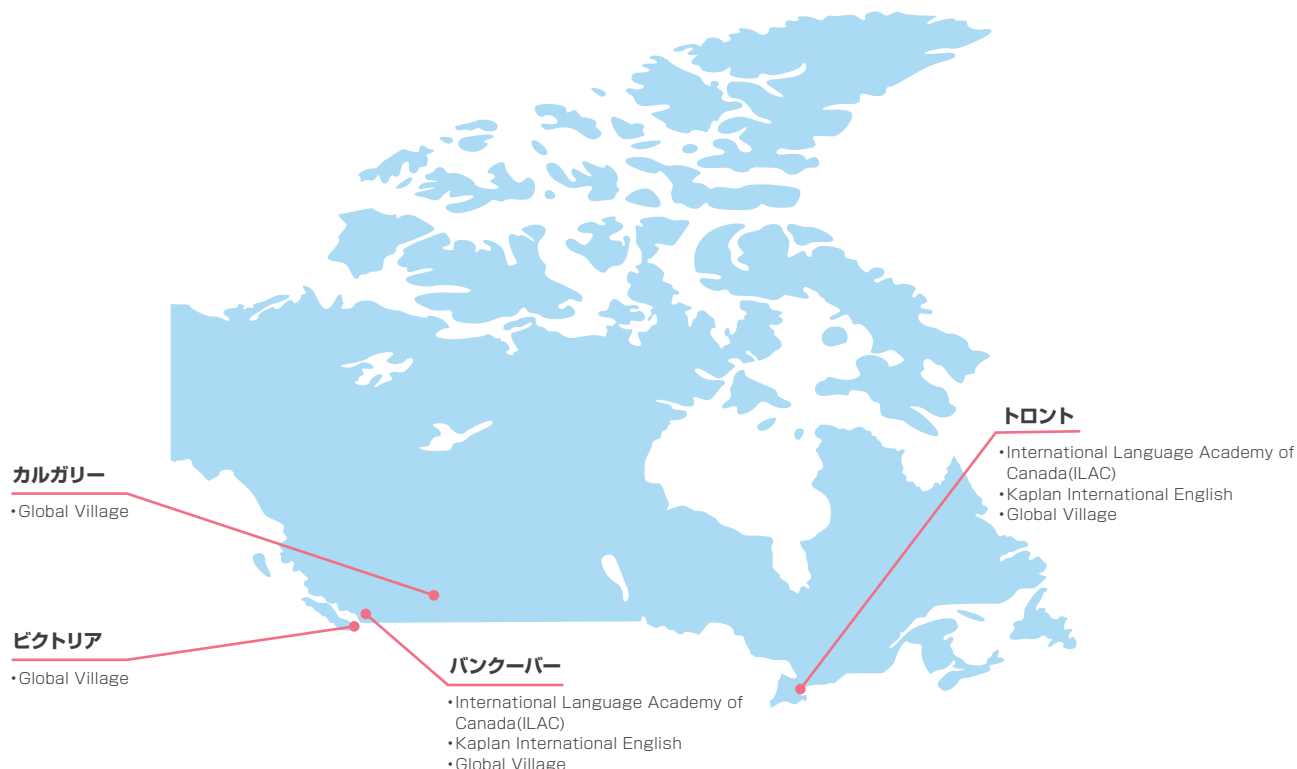 カルガリー
・Global Village
ビクトリア
・Global Village
バンクーバー
・International Language Academy of
Canada(ILAC)
・Kaplan International English
・Global Village
トロント
・International Language Academy of
Canada(ILAC)
・Kaplan International English
・Global Village